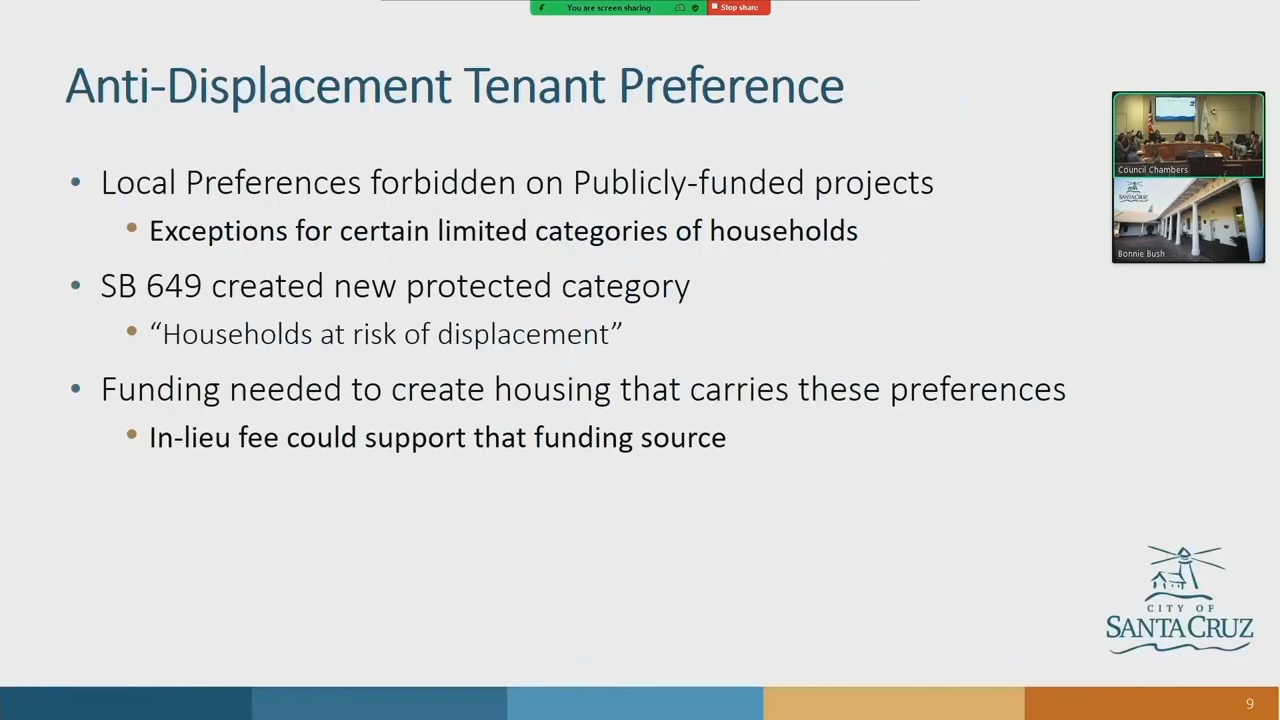 You are screen sharing
Stop share
Anti-Displacement Tenant Preference
• Local Preferences forbidden on Publicly-funded projects
• Exceptions for certain limited categories of households
• SB 649 created new protected category
• “Households at risk of displacement”
• Funding needed to create housing that carries these preferences
• In-lieu fee could support that funding source
Council Chambers
SANTA CRUZ
Bonnie Bush
CITY OF
SANTA CRUZ
9